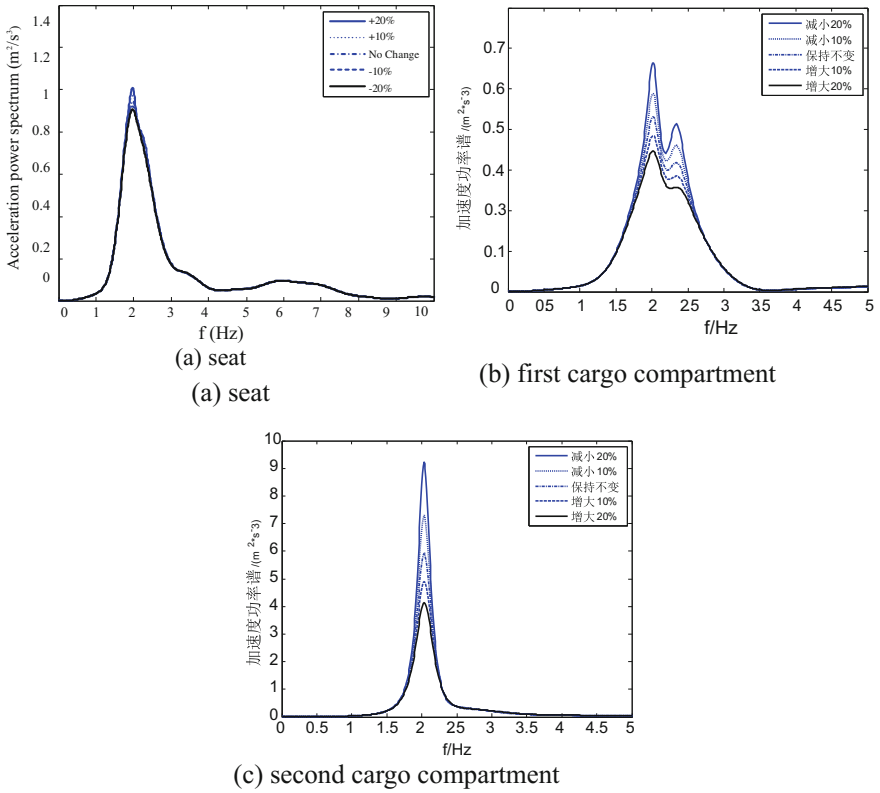 Acceleration power spectrum (m²/s³)
1.4
1.2
1
0.8
0.6
0.4
0.2
0
0 1 2 3 4 5 6 7 8 9 10
f (Hz)
+20%
+10%
No Change
-10%
-20%
(a) seat
(a) seat
加速度功率谱/(m²*s-3)
0.7
0.6
0.5
0.4
0.3
0.1
0
0 05 1 1.5 2 2.5 3 3.5 4 4.5 5
f/Hz
减小20%
减小10%
保持不变
增大10%
增大20%
(b) first cargo compartment
加速度功率谱/(m ²*s-3)
10
9
8
7
6
5
4
3
2
1
0
0 0.5 1 1.5 2 25 3 3.5 4 4.5 5
f/Hz
减小20%
减小10%
保持不变
增大10%
增大20%
(c) second cargo compartment